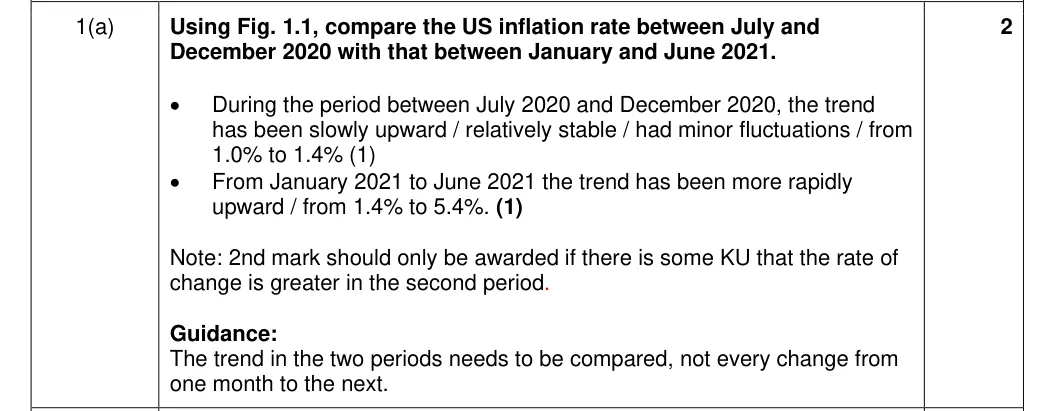 1(a)
Using Fig. 1.1, compare the US inflation rate between July and
December 2020 with that between January and June 2021.
2
• During the period between July 2020 and December 2020, the trend
has been slowly upward / relatively stable / had minor fluctuations / from
1.0% to 1.4% (1)
• From January 2021 to June 2021 the trend has been more rapidly
upward / from 1.4% to 5.4%. (1)
Note: 2nd mark should only be awarded if there is some KU that the rate of
change is greater in the second period.
Guidance:
The trend in the two periods needs to be compared, not every change from
one month to the next.